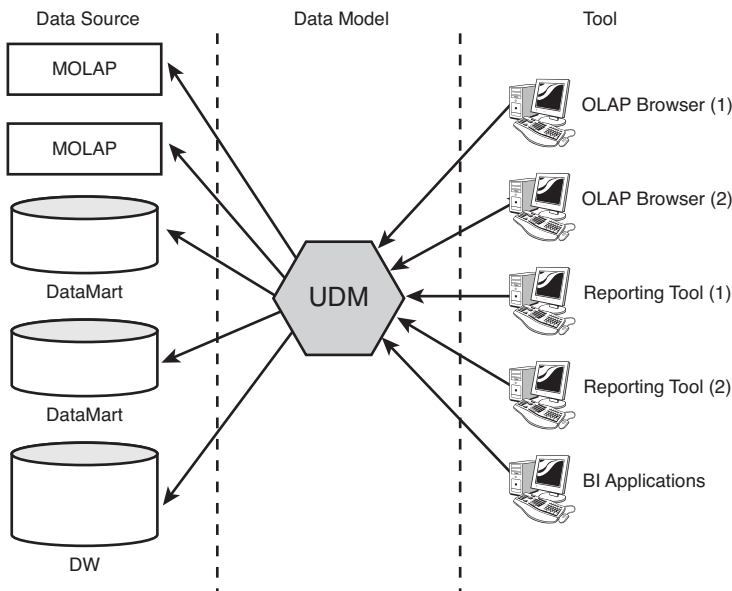 Data Source
Data Model
Tool
MOLAP
MOLAP
DataMart
DataMart
DW
UDM
OLAP Browser (1)
OLAP Browser (2)
Reporting Tool (1)
Reporting Tool (2)
BI Applications